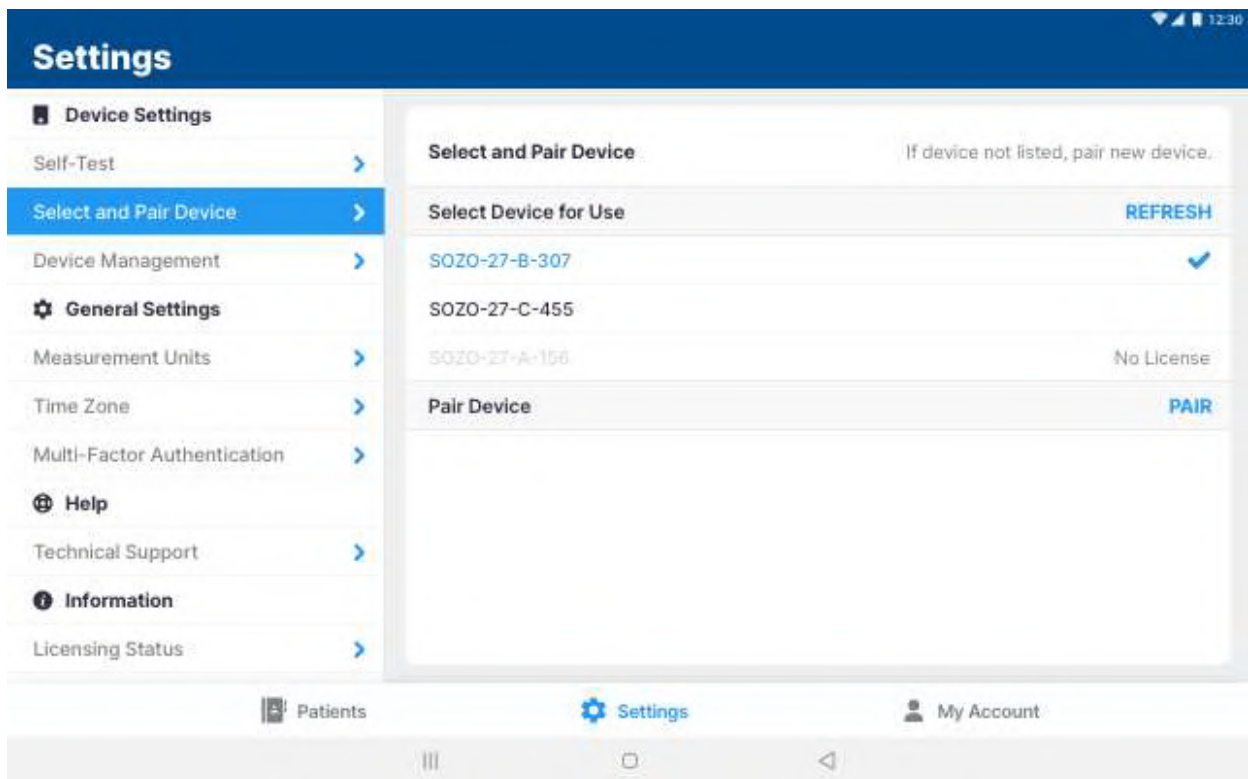 12:30
Settings
Device Settings
Self-Test
Select and Pair Device
Device Management
General Settings
Measurement Units
Time Zone
Multi-Factor Authentication
Help
Technical Support
Information
Licensing Status
Select and Pair Device If device not listed, pair new device.
Select Device for Use REFRESH
SOZO-27-B-307
SOZO-27-C-455
SOZO-27-A-156 No License
Pair Device PAIR
Patients Settings My Account